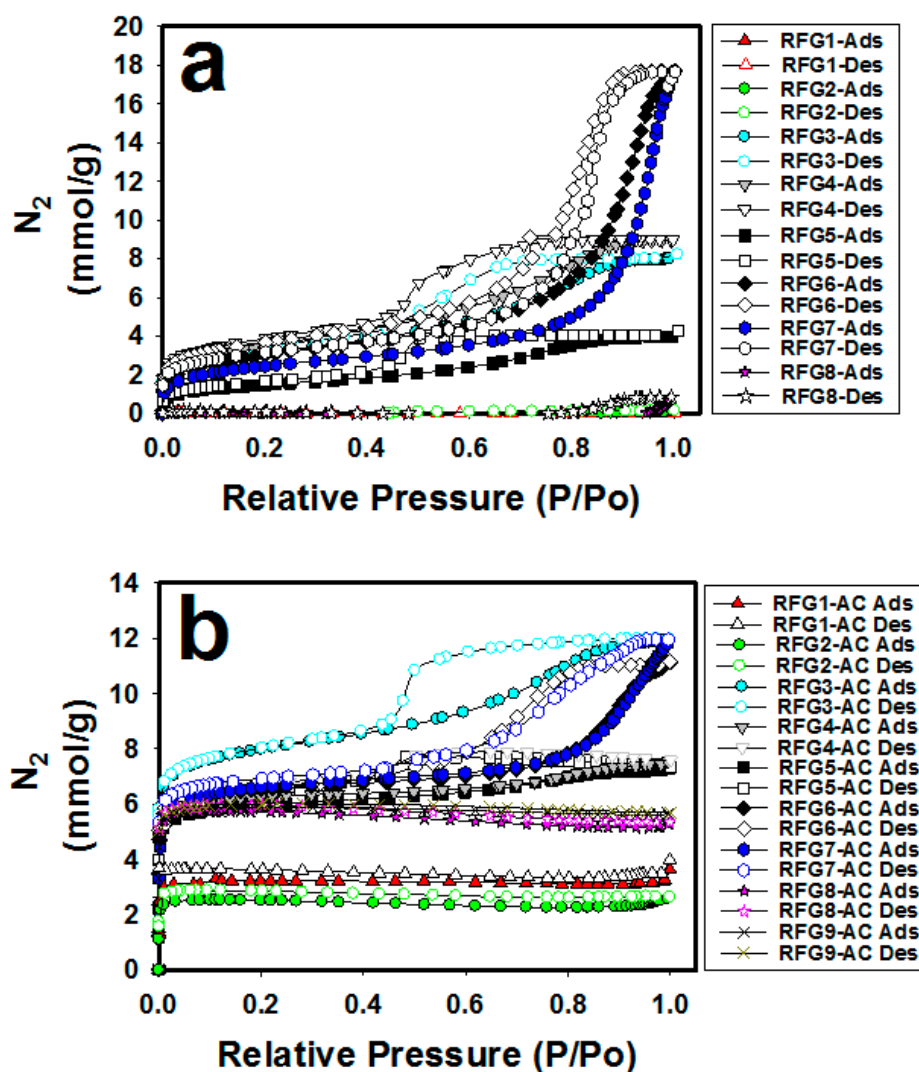 a
N2
(mmol/g)
20
18
16
14
12
10
8
6
4
2
0
0.0 0.2 0.4 0.6 0.8 1.0
Relative Pressure (P/Po)
RFG1-Ads
RFG1-Des
RFG2-Ads
RFG2-Des
RFG3-Ads
RFG3-Des
RFG4-Ads
RFG4-Des
RFG5-Ads
RFG5-Des
RFG6-Ads
RFG6-Des
RFG7-Ads
RFG7-Des
RFG8-Ads
RFG8-Des
b
N2
(mmol/g)
14
12
10
8
6
4
2
0
0.0 0.2 0.4 0.6 0.8 1.0
Relative Pressure (P/Po)
RFG1-AC Ads
RFG1-AC Des
RFG2-AC Ads
RFG2-AC Des
RFG3-AC Ads
RFG3-AC Des
RFG4-AC Ads
RFG4-AC Des
RFG5-AC Ads
RFG5-AC Des
RFG6-AC Ads
RFG6-AC Des
RFG7-AC Ads
RFG7-AC Des
RFG8-AC Ads
RFG8-AC Des
RFG9-AC Ads
RFG9-AC Des